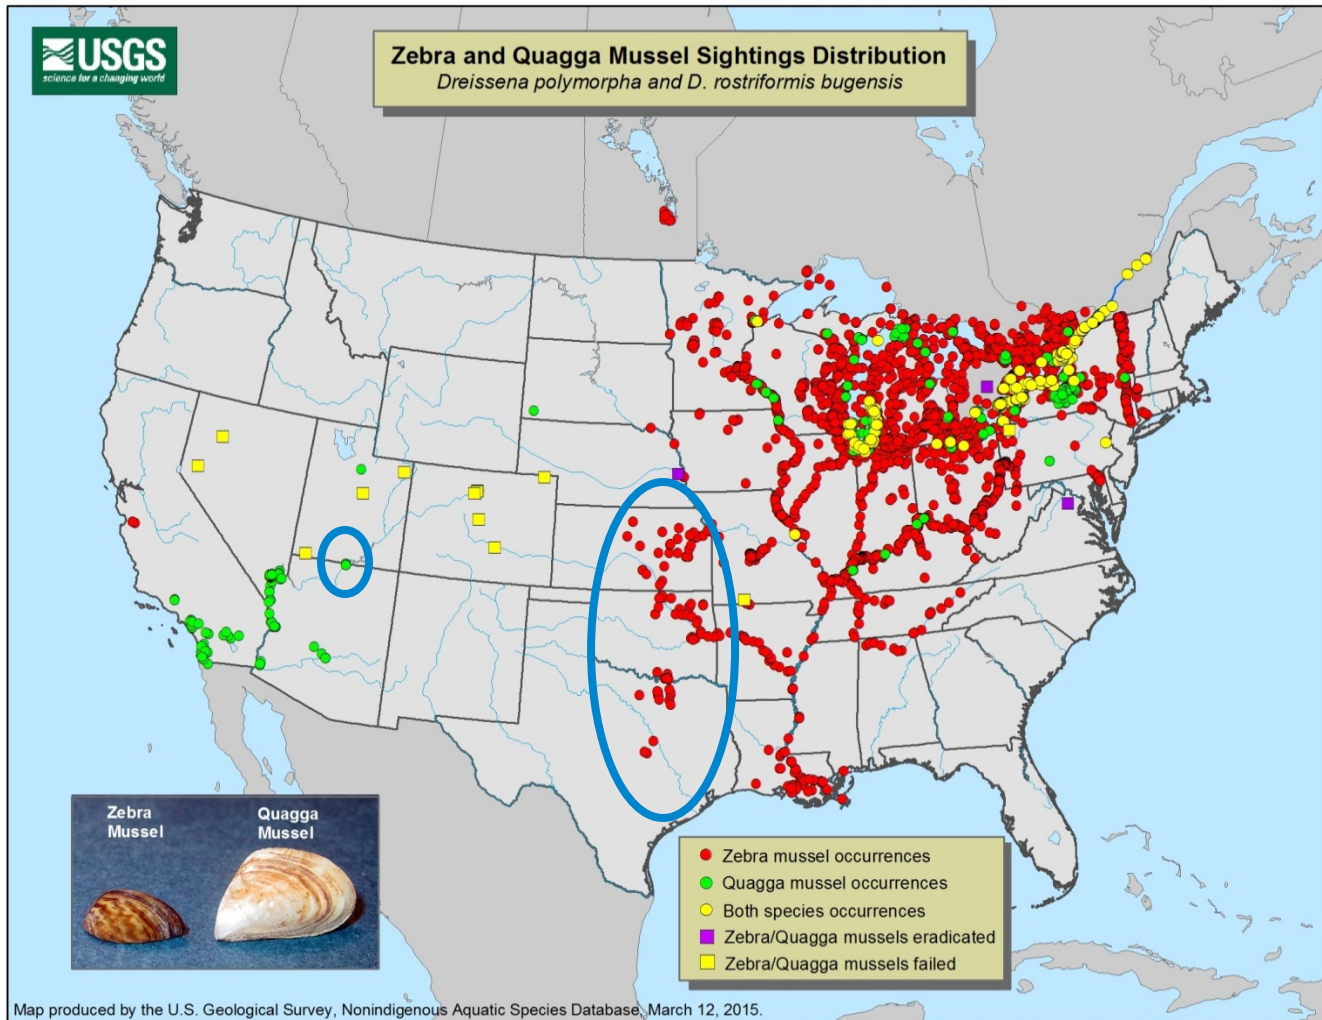 USGS
science for a changing world
Zebra and Quagga Mussel Sightings Distribution
Dreissena polymorpha and D. rostriformis bugensis
Zebra
Mussel
Quagga
Mussel
Zebra mussel occurrences
Quagga mussel occurrences
Both species occurrences
Zebra/Quagga mussels eradicated
Zebra/Quagga mussels failed
Map produced by the U.S. Geological Survey, Nonindigenous Aquatic Species Database, March 12, 2015.